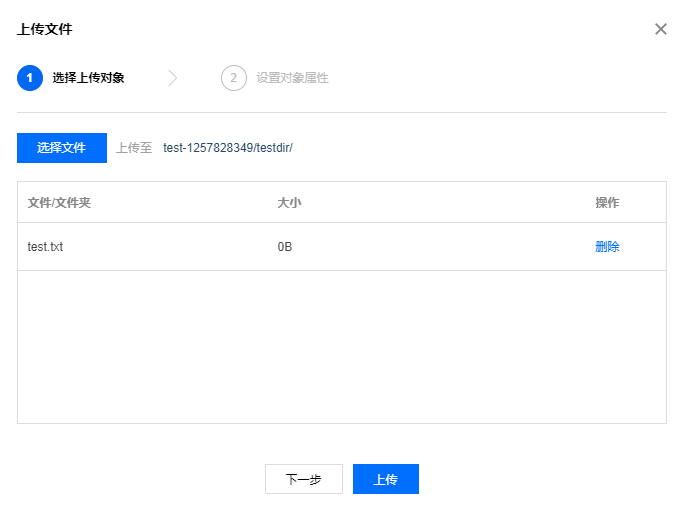 上传文件
1 选择上传对象 2 设置对象属性
选择文件 上传至 test-1257828349/testdir/
文件/文件夹 大小 操作
test.txt 0B 删除
下一步 上传